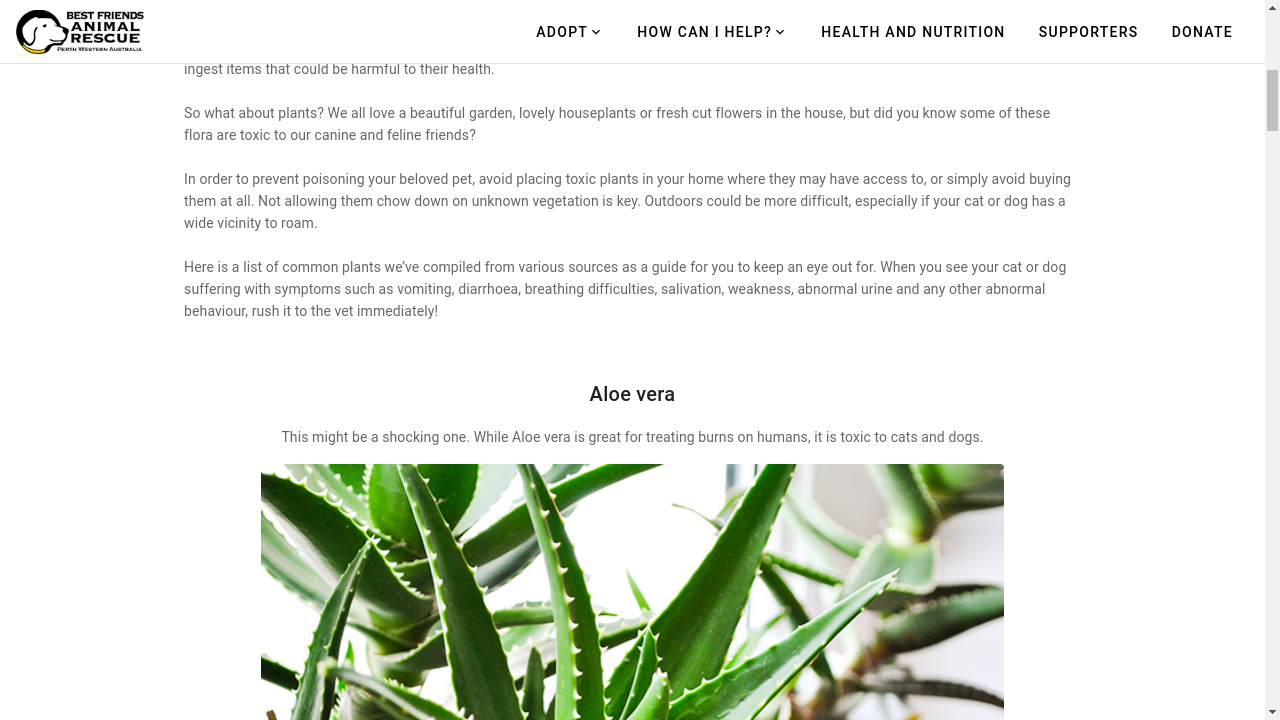 BEST FRIENDS
ANIMAL
RESCUE
PERTH WESTERN AUSTRALIA
ADOPT
HOW CAN I HELP?
HEALTH AND NUTRITION
SUPPORTERS
DONATE
ingest items that could be harmful to their health.
So what about plants? We all love a beautiful garden, lovely houseplants or fresh cut flowers in the house, but did you know some of these
flora are toxic to our canine and feline friends?
In order to prevent poisoning your beloved pet, avoid placing toxic plants in your home where they may have access to, or simply avoid buying
them at all. Not allowing them chow down on unknown vegetation is key. Outdoors could be more difficult, especially if your cat or dog has a
wide vicinity to roam.
Here is a list of common plants we’ve compiled from various sources as a guide for you to keep an eye out for. When you see your cat or dog
suffering with symptoms such as vomiting, diarrhoea, breathing difficulties, salivation, weakness, abnormal urine and any other abnormal
behaviour, rush it to the vet immediately!
Aloe vera
This might be a shocking one. While Aloe vera is great for treating burns on humans, it is toxic to cats and dogs.